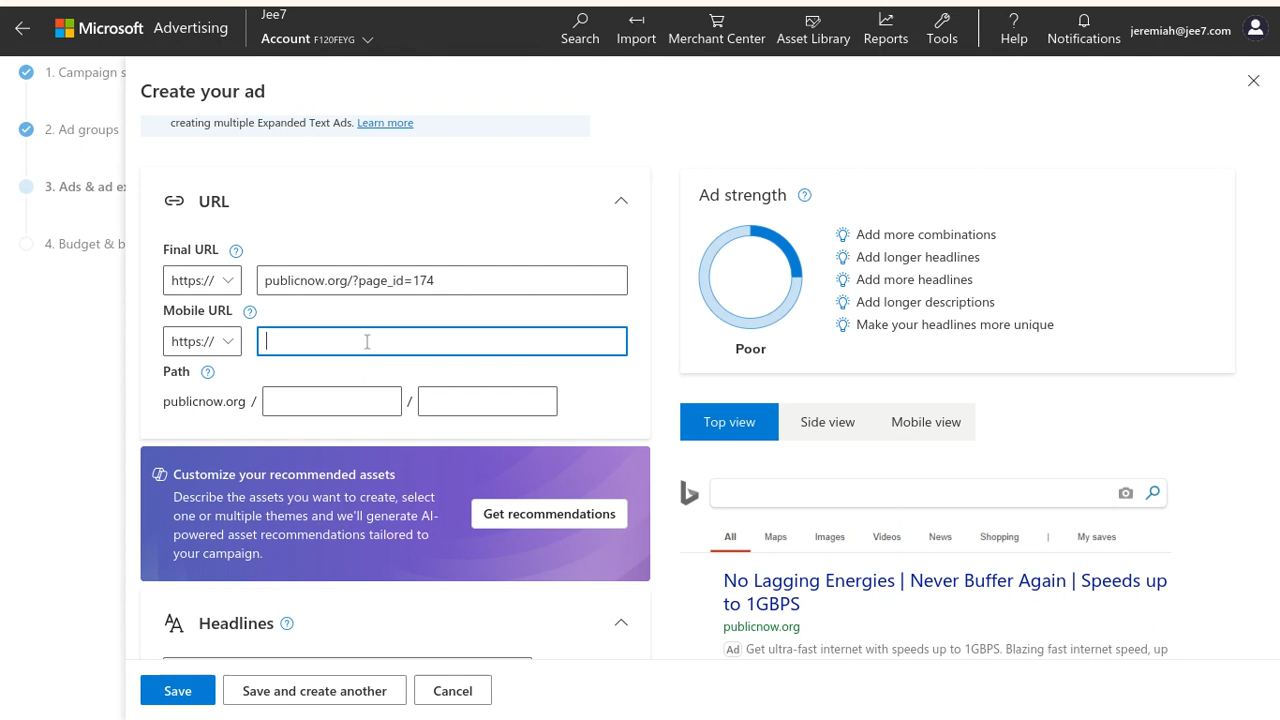 Microsoft Advertising
Jee7
Account F120FEYG
Search
Import
Merchant Center
Asset Library
Reports
Tools
Help
Notifications
jeremiah@jee7.com
1. Campaign s
2. Ad groups
3. Ads & ad ex
4. Budget & b
Create your ad
creating multiple Expanded Text Ads. Learn more
URL
Final URL
https://
publicnow.org/?page_id=174
Mobile URL
https://
Path
publicnow.org /
/
Customize your recommended assets
Describe the assets you want to create, select
one or multiple themes and we'll generate AI-
powered asset recommendations tailored to
your campaign.
Get recommendations
Headlines
Save
Save and create another
Cancel
Ad strength
Poor
Add more combinations
Add longer headlines
Add more headlines
Add longer descriptions
Make your headlines more unique
Top view
Side view
Mobile view
All
Maps
Images
Videos
News
Shopping
|
My saves
No Lagging Energies | Never Buffer Again | Speeds up
to 1GBPS
publicnow.org
Ad Get ultra-fast internet with speeds up to 1GBPS. Blazing fast internet speed, up